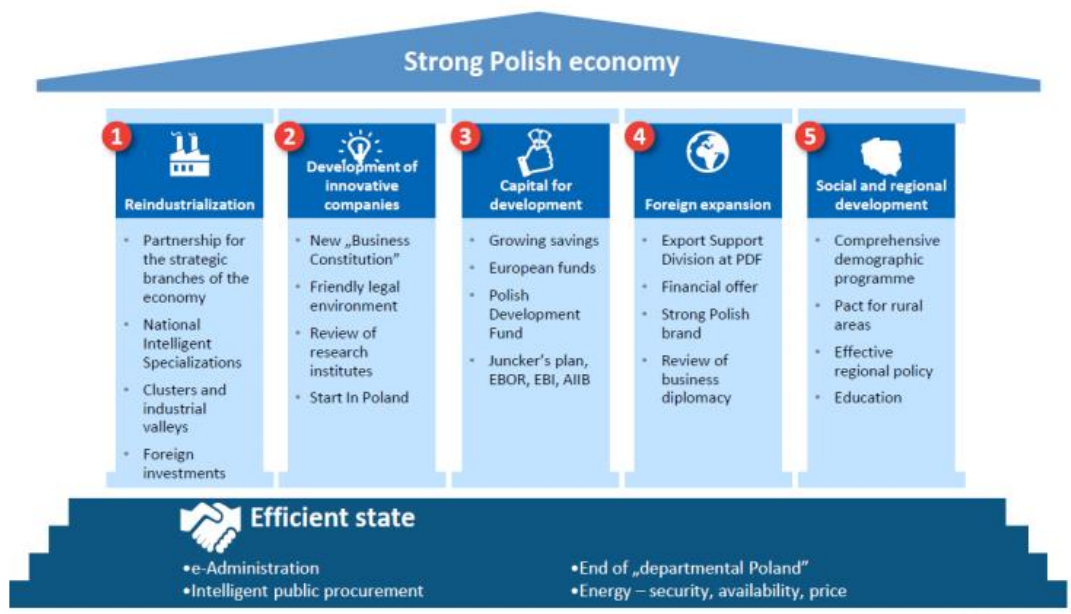 Strong Polish economy
1
Reindustrialization
• Partnership for
the strategic
branches of the
economy
• National
Intelligent
Specializations
• Clusters and
industrial
valleys
• Foreign
investments
2
Development of
innovative
companies
• New „Business
Constitution”
• Friendly legal
environment
• Review of
research
institutes
• Start In Poland
3
Capital for
development
• Growing savings
• European funds
• Polish
Development
Fund
• Juncker's plan,
EBOR, EBI, AIIB
4
Foreign expansion
• Export Support
Division at PDF
• Financial offer
• Strong Polish
brand
• Review of
business
diplomacy
5
Social and regional
development
• Comprehensive
demographic
programme
• Pact for rural
areas
• Effective
regional policy
• Education
Efficient state
•e-Administration
•Intelligent public procurement
•End of „departmental Poland”
•Energy – security, availability, price